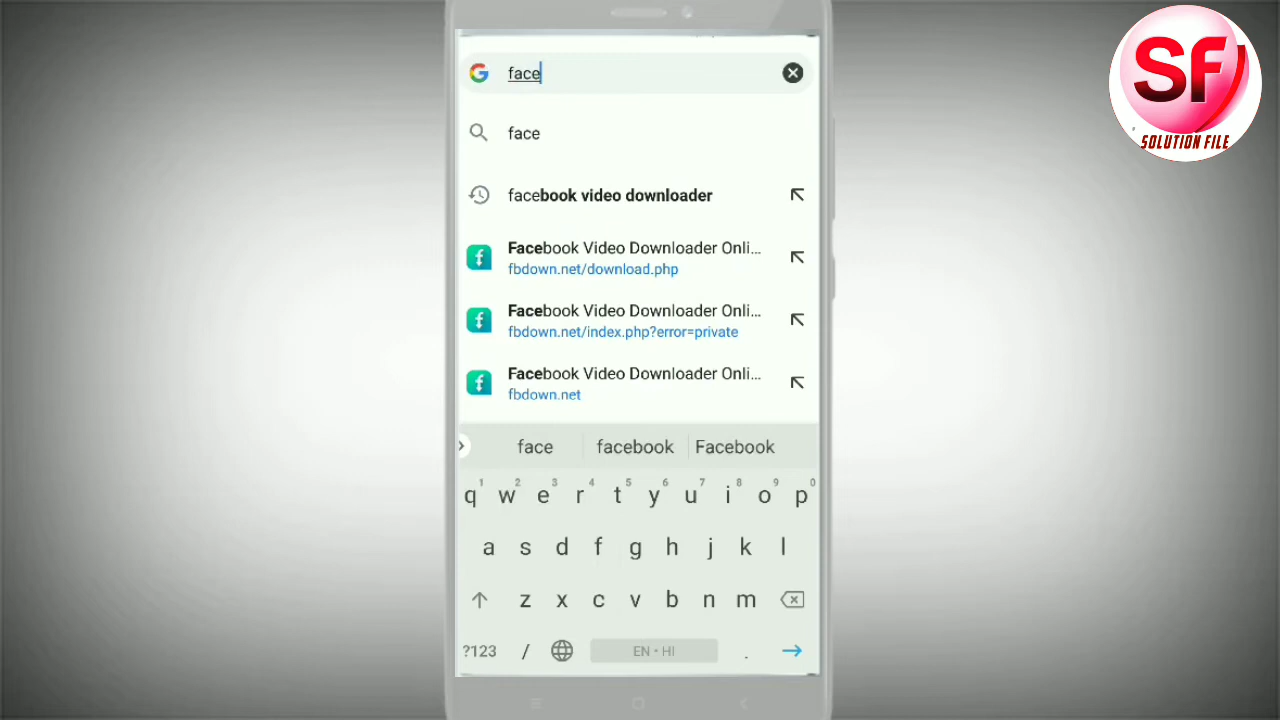 face
face
facebook video downloader
Facebook Video Downloader Onli...
fbdown.net/download.php
Facebook Video Downloader Onli...
fbdown.net/index.php?error=private
Facebook Video Downloader Onli...
fbdown.net
face facebook Facebook
1 2 3 4 5 6 7 8 9 0
q w e r t y u i o p
a s d f g h j k l
z x c v b n m
?123 / EN • HI .
SF
SOLUTION FILE